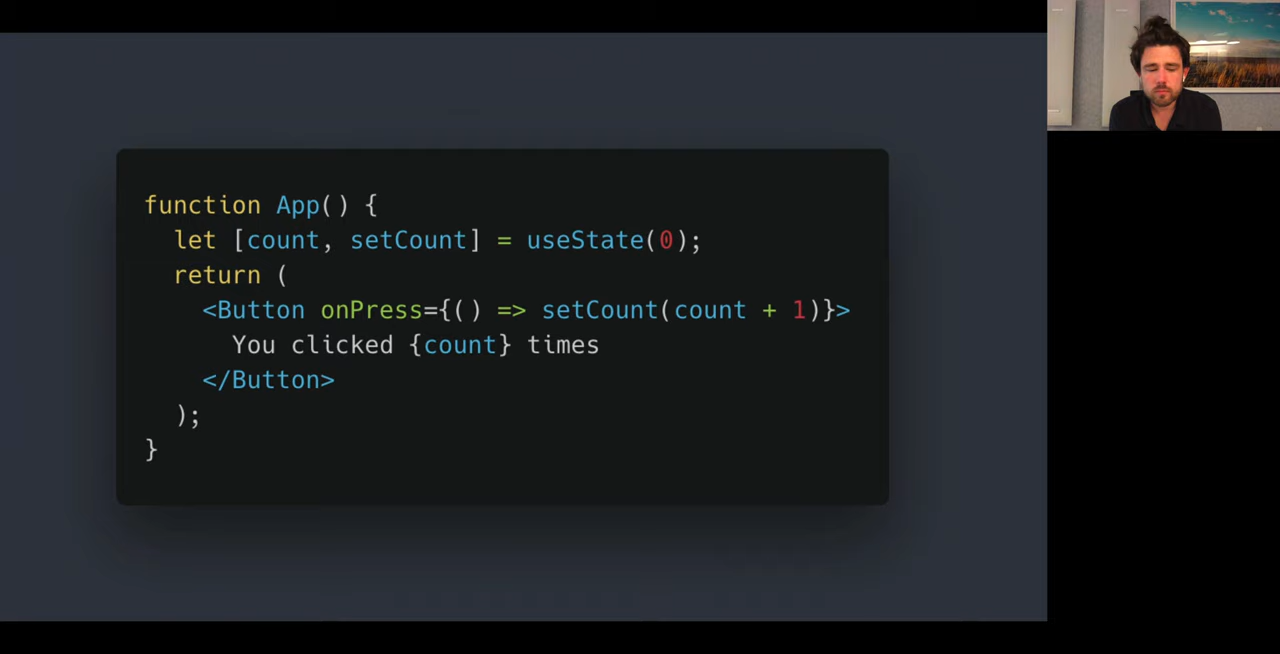 function App() {
  let [count, setCount] = useState(0);
  return (
    <Button onPress={() => setCount(count + 1)}>
      You clicked {count} times
    </Button>
  );
}